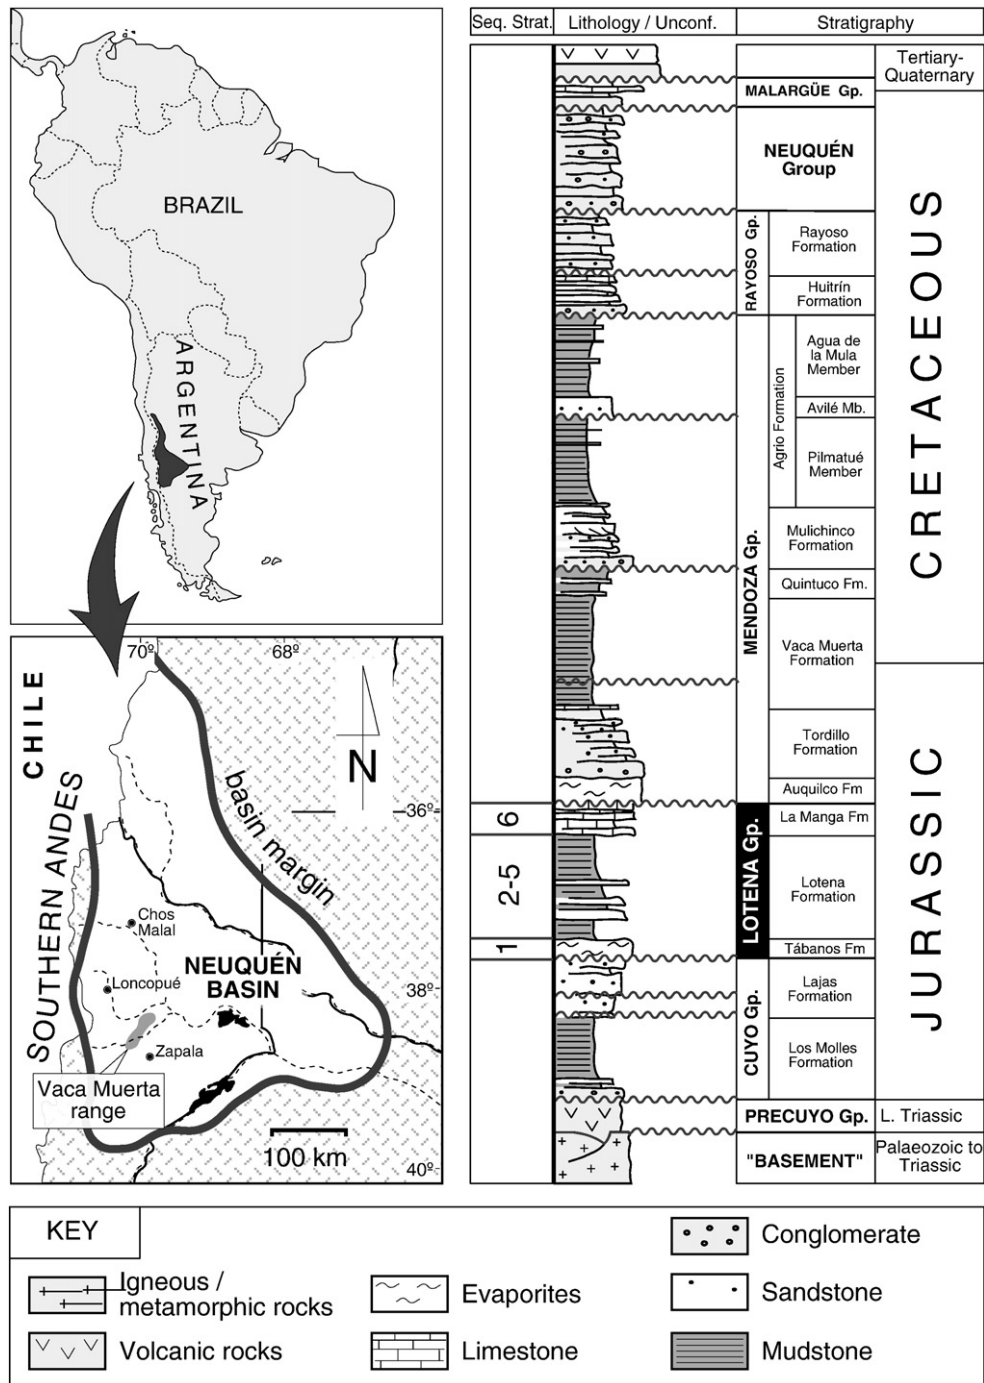 BRAZIL
ARGENTINA
70º
68º
CHILE
N
SOUTHERN ANDES
basin margin
36º
Chos
Malal
NEUQUÉN
BASIN
Loncopué
38º
Zapala
Vaca Muerta
range
100 km
40º
Seq. Strat.
Lithology / Unconf.
Stratigraphy
Tertiary-
Quaternary
MALARGÜE Gp.
NEUQUÉN
Group
RAYOSO Gp.
Rayoso
Formation
Huitrín
Formation
CRETACEOUS
MENDOZA Gp.
Agrio Formation
Agua de
la Mula
Member
Avilé Mb.
Pilmatué
Member
Mulichinco
Formation
Quintuco Fm.
Vaca Muerta
Formation
Tordillo
Formation
Auquilco Fm
JURASSIC
6
LOTENA Gp.
La Manga Fm
2-5
Lotena
Formation
1
Tábanos Fm
CUYO Gp.
Lajas
Formation
Los Molles
Formation
PRECUYO Gp.
L. Triassic
"BASEMENT"
Palaeozoic to
Triassic
KEY
Igneous /
metamorphic rocks
Volcanic rocks
Evaporites
Limestone
Conglomerate
Sandstone
Mudstone